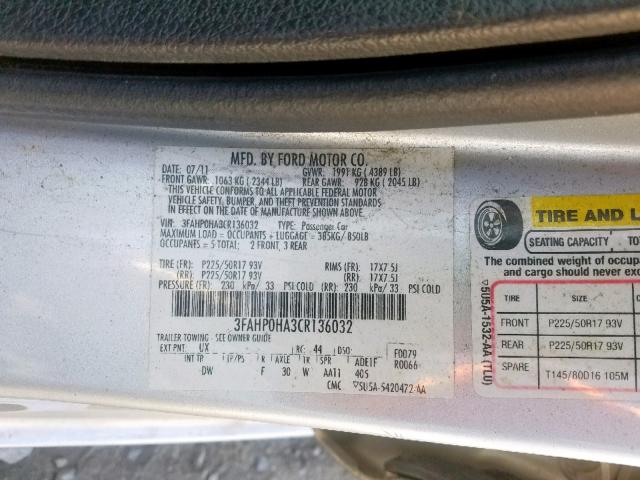 MFD. BY FORD MOTOR CO.
DATE: 07/11 GVWR: 1991 KG ( 4389 LB)
FRONT GAWR: 1063 KG ( 2344 LB) REAR GAWR: 928 KG ( 2045 LB)
THIS VEHICLE CONFORMS TO ALL APPLICABLE FEDERAL MOTOR
VEHICLE SAFETY, BUMPER, AND THEFT PREVENTION STANDARDS
IN EFFECT ON THE DATE OF MANUFACTURE SHOWN ABOVE.
VIN: 3FAHP0HA3CR136032 TYPE: Passenger Car
MAXIMUM LOAD = OCCUPANTS + LUGGAGE = 385KG/ 850LB
OCCUPANTS = 5 TOTAL: 2 FRONT, 3 REAR
TIRE (FR): P225/50R17 93V RIMS (FR): 17X7.5J
(RR): P225/50R17 93V (RR): 17X7.5J
PRESSURE (FR): 230 kPa/ 33 PSI COLD (RR): 230 kPa/ 33 PSI COLD
3FAHP0HA3CR136032
TRAILER TOWING - SEE OWNER GUIDE
EXT PNT: UX RC: 44 DSO: F0079
INT TP TP/PS R AXLE TR SPR ADE1F R0066
DW F 30 W AA11 405
CMC ▽5U5A-5420472-AA
TIRE AND L
SEATING CAPACITY TOT
The combined weight of occupa
and cargo should never exc
TIRE SIZE
FRONT P225/50R17 93V
REAR P225/50R17 93V
SPARE T145/80D16 105M
▽5U5A-1532-AA (TLU)